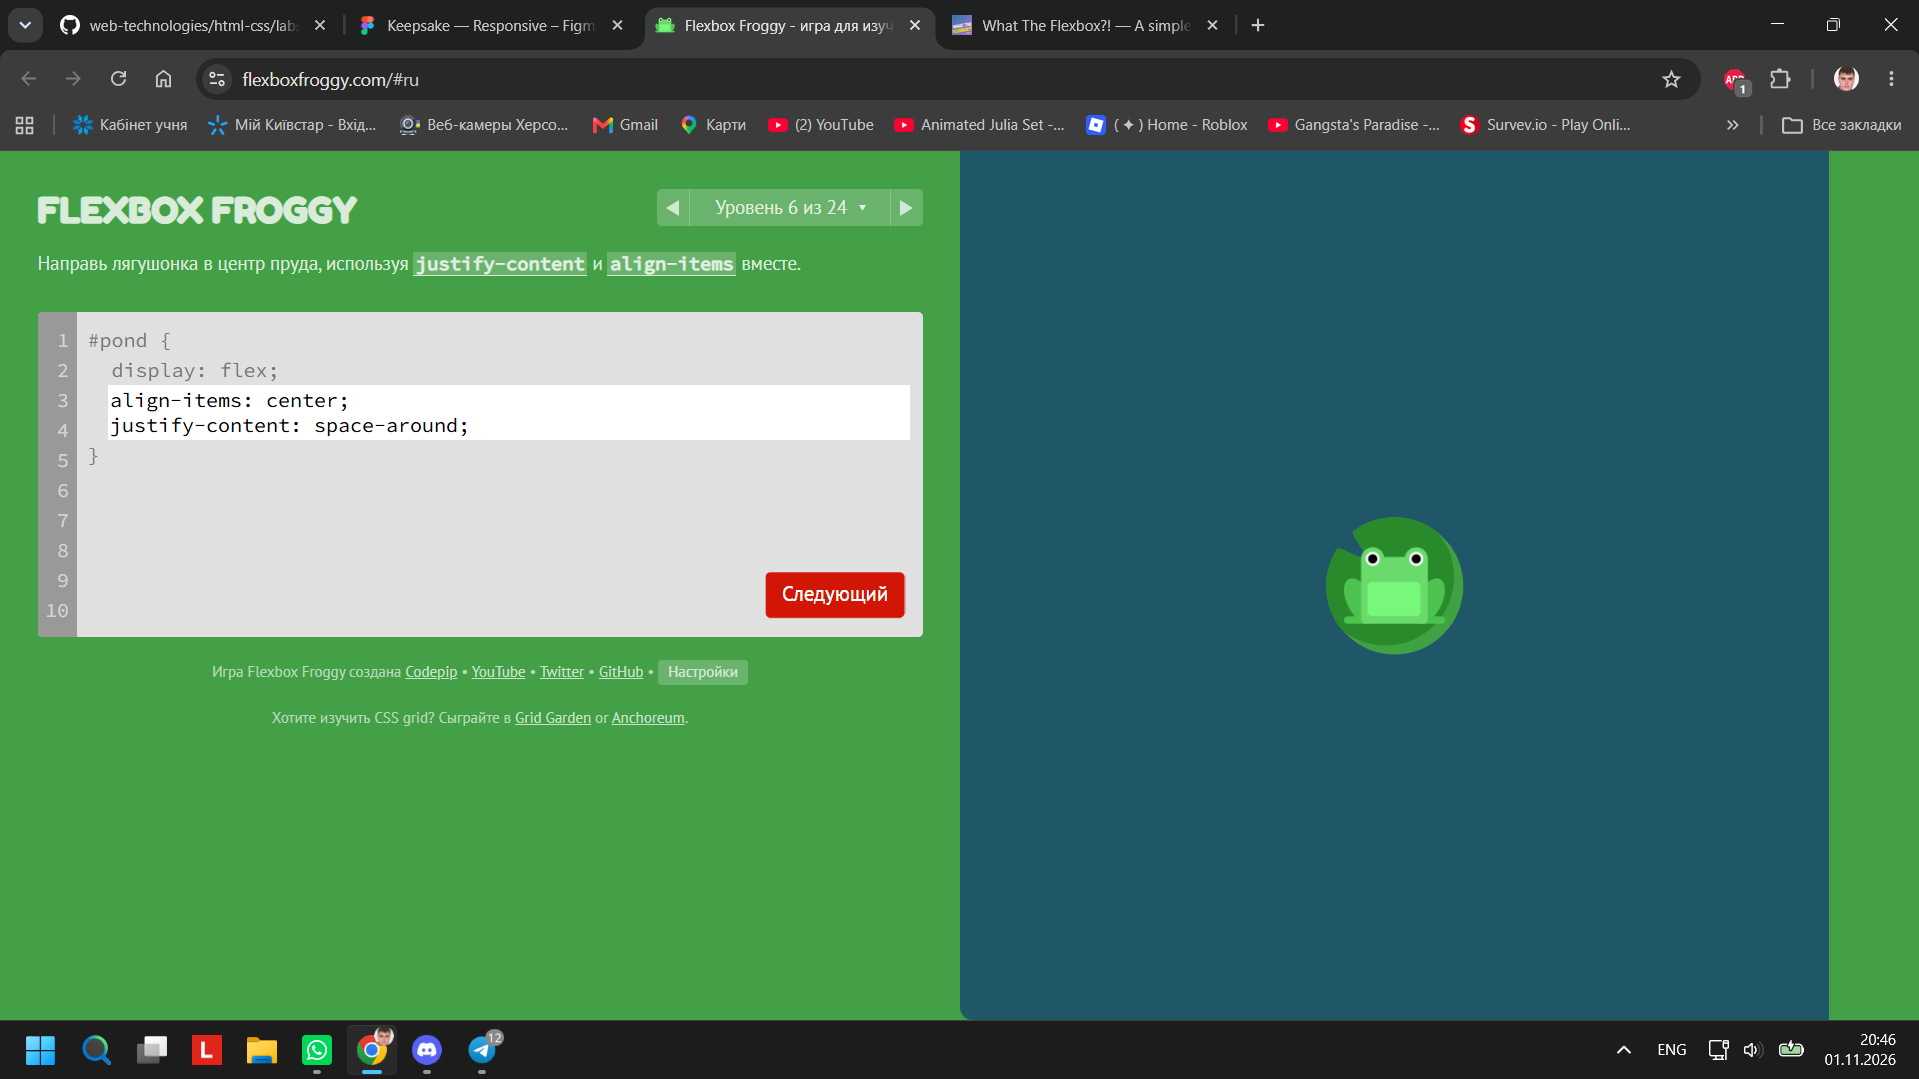 web-technologies/html-css/lab
Keepsake — Responsive – Figm
Flexbox Froggy - игра для изуч
What The Flexbox?! — A simple
flexboxfroggy.com/#ru
ABP
1
Кабінет учня
Мій Київстар - Вхід...
Веб-камеры Херсо...
Gmail
Карти
(2) YouTube
Animated Julia Set -...
( ✦ ) Home - Roblox
Gangsta's Paradise -...
Survev.io - Play Onli...
»
Все закладки
FLEXBOX FROGGY
◀ Уровень 6 из 24 ▼ ▶
Направь лягушонка в центр пруда, используя justify-content и align-items вместе.
1 #pond {
2 display: flex;
3 align-items: center;
4 justify-content: space-around;
5 }
6
7
8
9
10
Следующий
Игра Flexbox Froggy создана Codepip • YouTube • Twitter • GitHub • Настройки
Хотите изучить CSS grid? Сыграйте в Grid Garden or Anchoreum.
L
12
ENG
20:46
01.11.2026